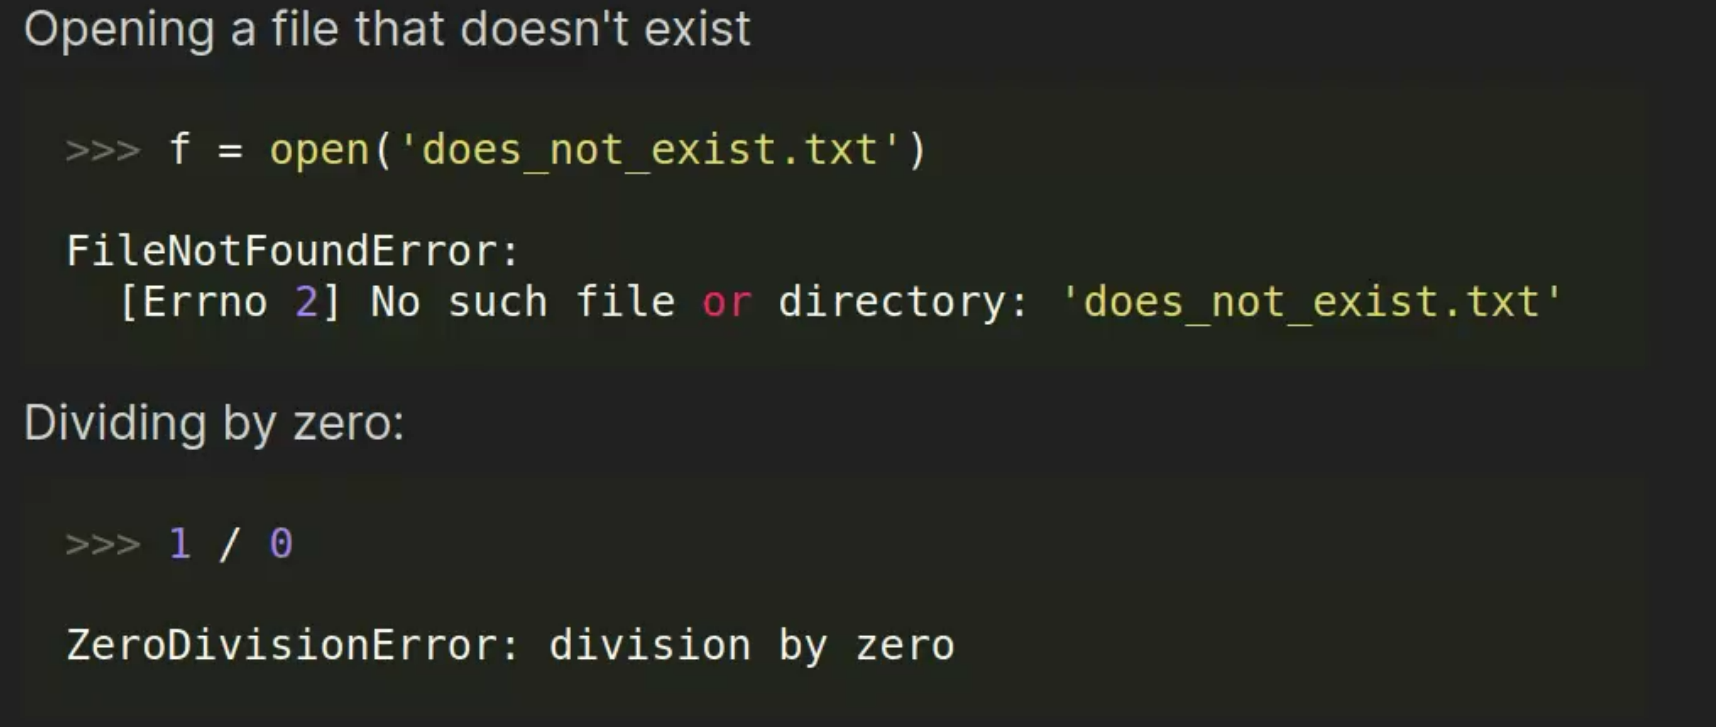 Opening a file that doesn't exist
>>> f = open('does_not_exist.txt')
FileNotFoundError:
[Errno 2] No such file or directory: 'does_not_exist.txt'
Dividing by zero:
>>> 1 / 0
ZeroDivisionError: division by zero